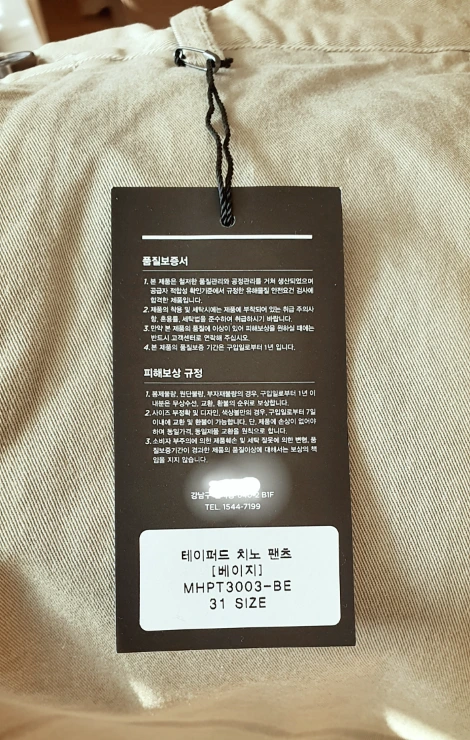 품질보증서
1. 본 제품은 철저한 품질관리와 공정관리를 거쳐 생산되었으며
공급자 적합성 확인기준에서 규정한 유해물질 안전요건 검사에
합격한 제품입니다.
2. 제품의 착용 및 세탁시에는 제품에 부착되어 있는 취급 주의사
항, 혼용률, 세탁법을 준수하여 취급하시기 바랍니다.
3. 만약 본 제품의 품질에 이상이 있어 피해보상을 원하실 때에는
반드시 고객센터로 연락해 주십시오.
4. 본 제품의 품질보증 기간은 구입일로부터 1년 입니다.
피해보상 규정
1. 봉제불량, 원단불량, 부자재불량의 경우, 구입일로부터 1년 이
내분은 무상수선, 교환, 환불의 순위로 보상합니다.
2. 사이즈 부정확 및 디자인, 색상불만의 경우, 구입일로부터 7일
이내에 교환 및 환불이 가능합니다. 단, 제품에 손상이 없어야
하며 동일가격, 동일제품 교환을 원칙으로 합니다.
3. 소비자 부주의에 의한 제품훼손 및 세탁 잘못에 의한 변형, 품
질보증기간이 경과한 제품의 품질이상에 대해서는 보상의 책
임을 지지 않습니다.
강남구 B1F
TEL. 1544-7199
테이퍼드 치노 팬츠
[베이지]
MHPT3003-BE
31 SIZE